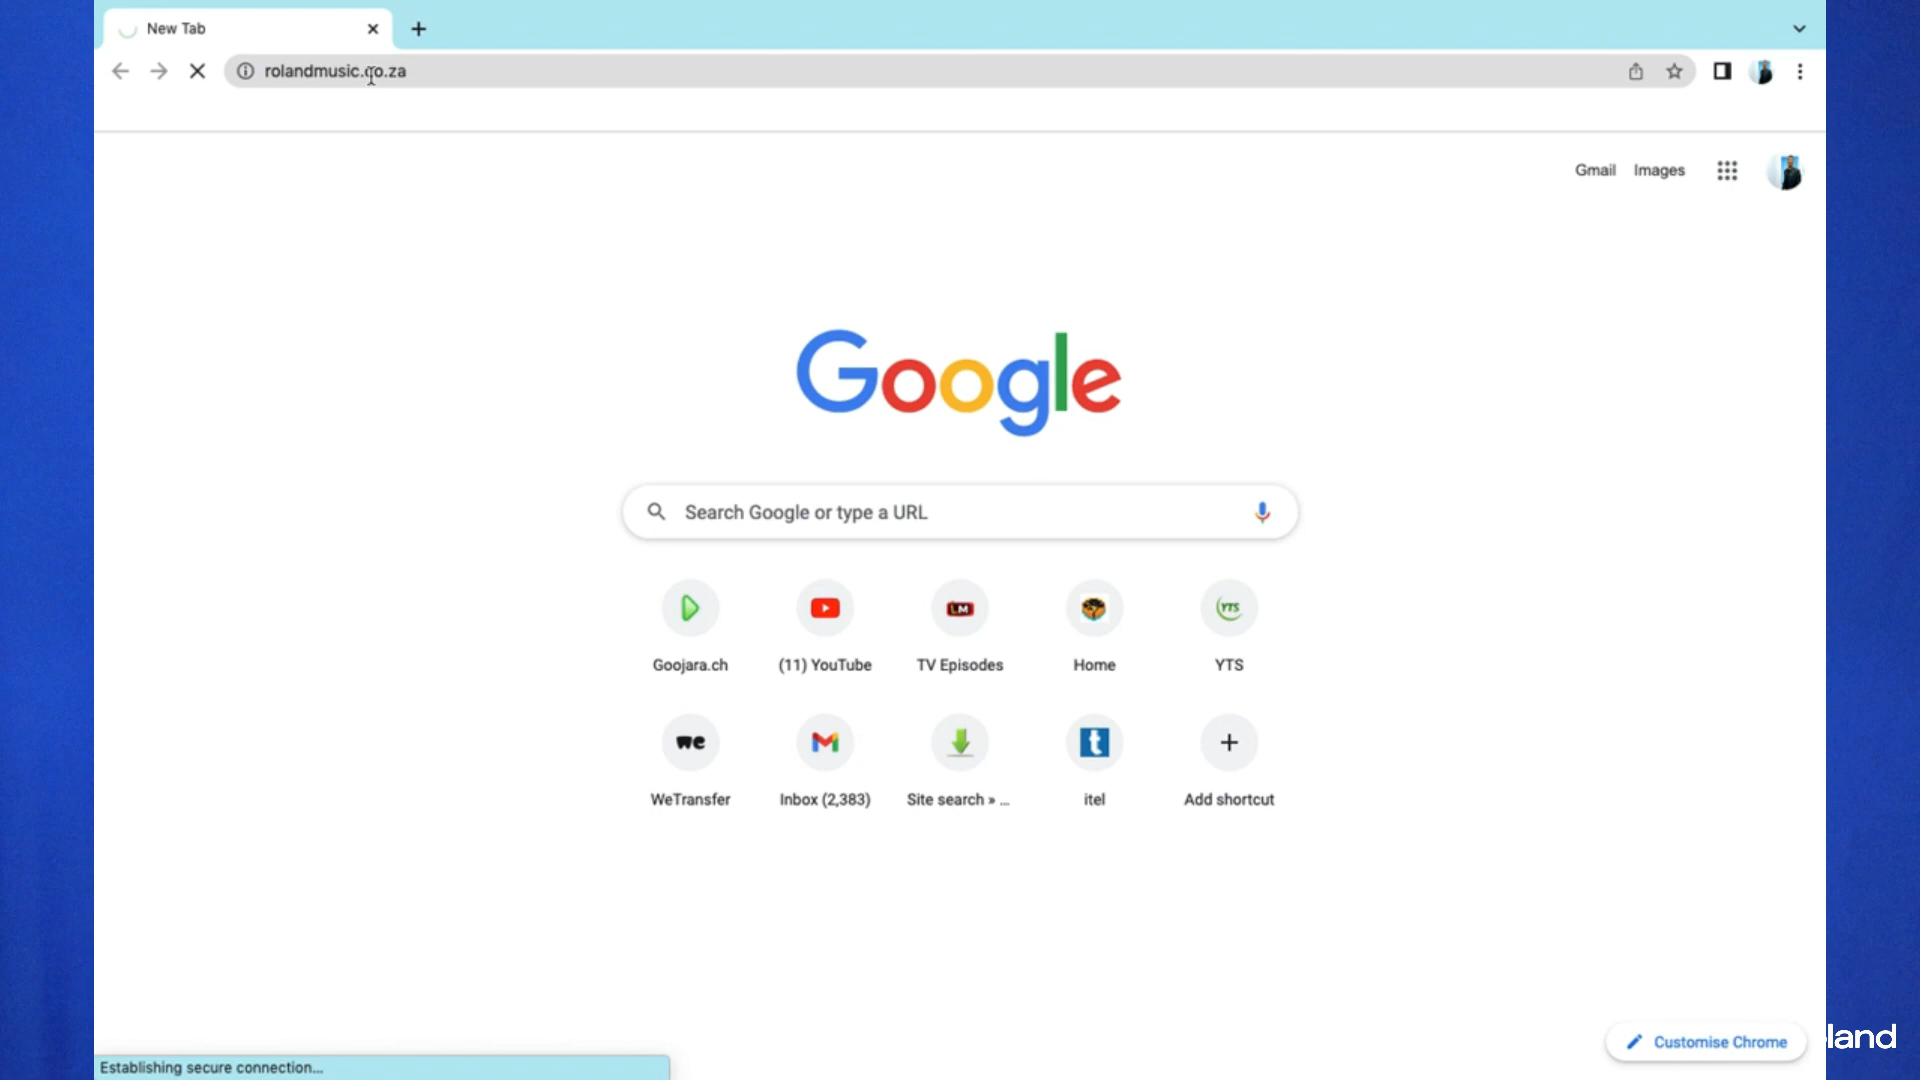 New Tab
rolandmusic.co.za
Gmail Images
Google
Search Google or type a URL
Goojara.ch (11) YouTube TV Episodes Home YTS
WeTransfer Inbox (2,383) Site search » ... itel Add shortcut
Customise Chrome
land
Establishing secure connection...